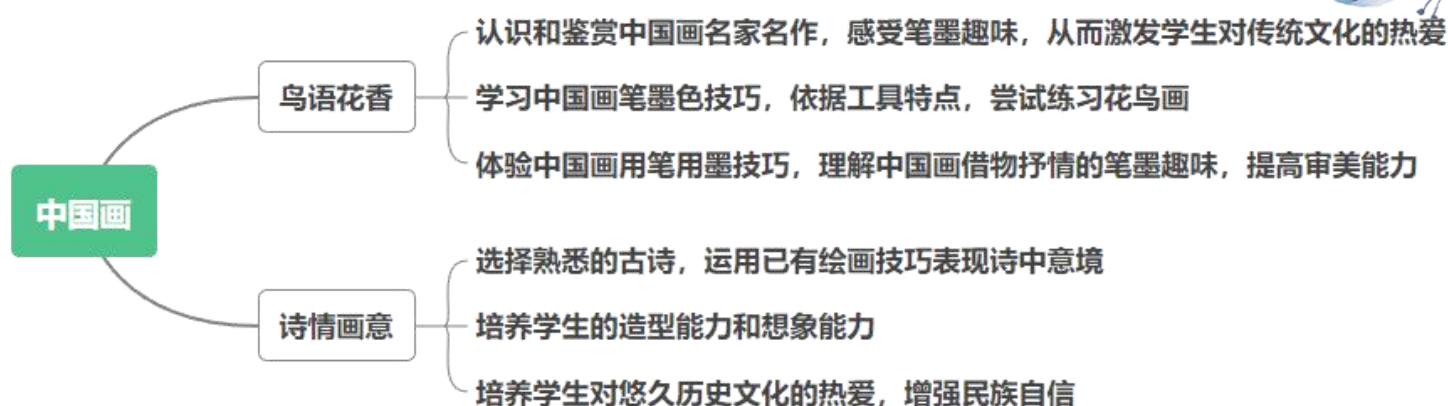 认识和鉴赏中国画名家名作，感受笔墨趣味，从而激发学生对传统文化的热爱
鸟语花香
学习中国画笔墨色技巧，依据工具特点，尝试练习花鸟画
体验中国画用笔用墨技巧，理解中国画借物抒情的笔墨趣味，提高审美能力
中国画
选择熟悉的古诗，运用已有绘画技巧表现诗中意境
诗情画意
培养学生的造型能力和想象能力
培养学生对悠久历史文化的热爱，增强民族自信